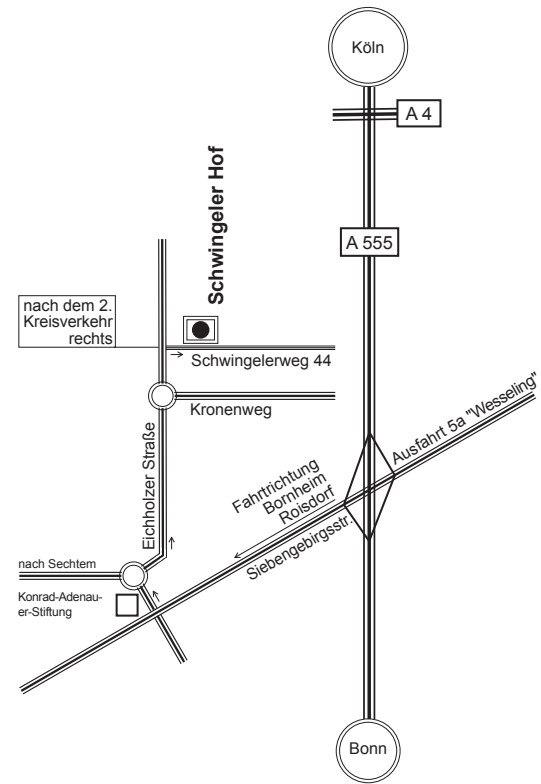 Köln
A 4
A 555
Schwingeler Hof
nach dem 2.
Kreisverkehr
rechts
Schwingelerweg 44
Kronenweg
Ausfahrt 5a "Wesseling"
Fahrtrichtung
Bornheim
Roisdorf
Siebengebirgsstr.
Eichholzer Straße
nach Sechtem
Konrad-Adenau-
er-Stiftung
Bonn